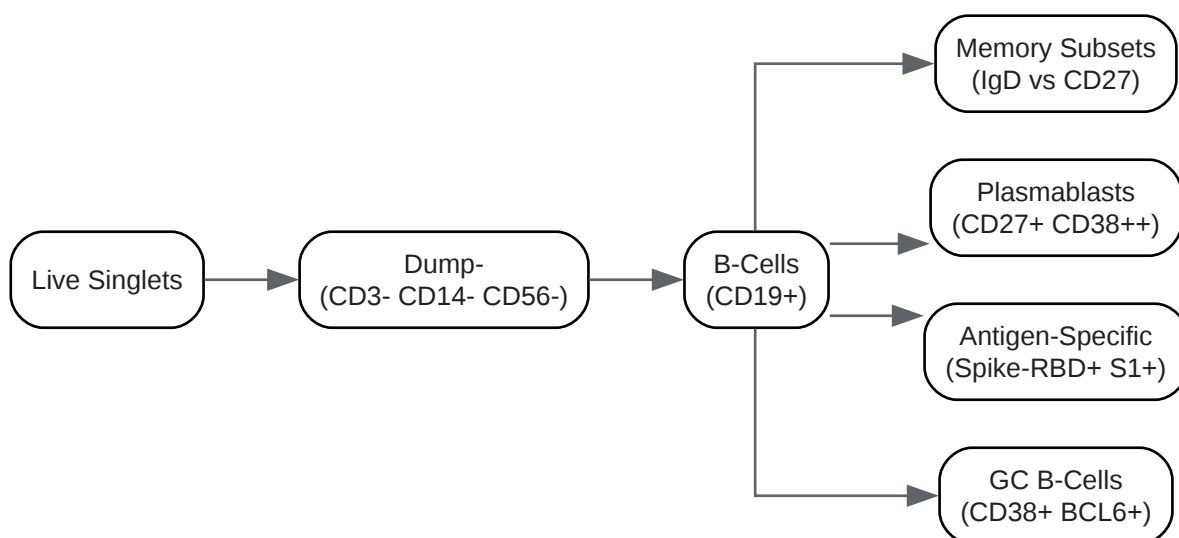 Live Singlets
Dump-
(CD3- CD14- CD56-)
B-Cells
(CD19+)
Memory Subsets
(IgD vs CD27)
Plasmablasts
(CD27+ CD38++)
Antigen-Specific
(Spike-RBD+ S1+)
GC B-Cells
(CD38+ BCL6+)